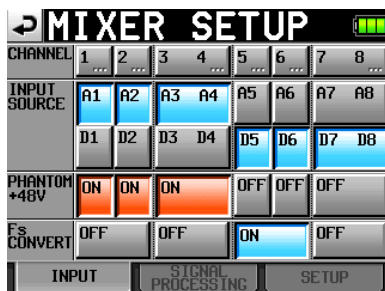 MIXER SETUP
CHANNEL 1... 2... 3 4... 5... 6... 7 8...
INPUT SOURCE A1 A2 A3 A4 A5 A6 A7 A8
D1 D2 D3 D4 D5 D6 D7 D8
PHANTOM +48V ON ON ON OFF OFF OFF
Fs CONVERT OFF OFF ON OFF
INPUT SIGNAL PROCESSING SETUP